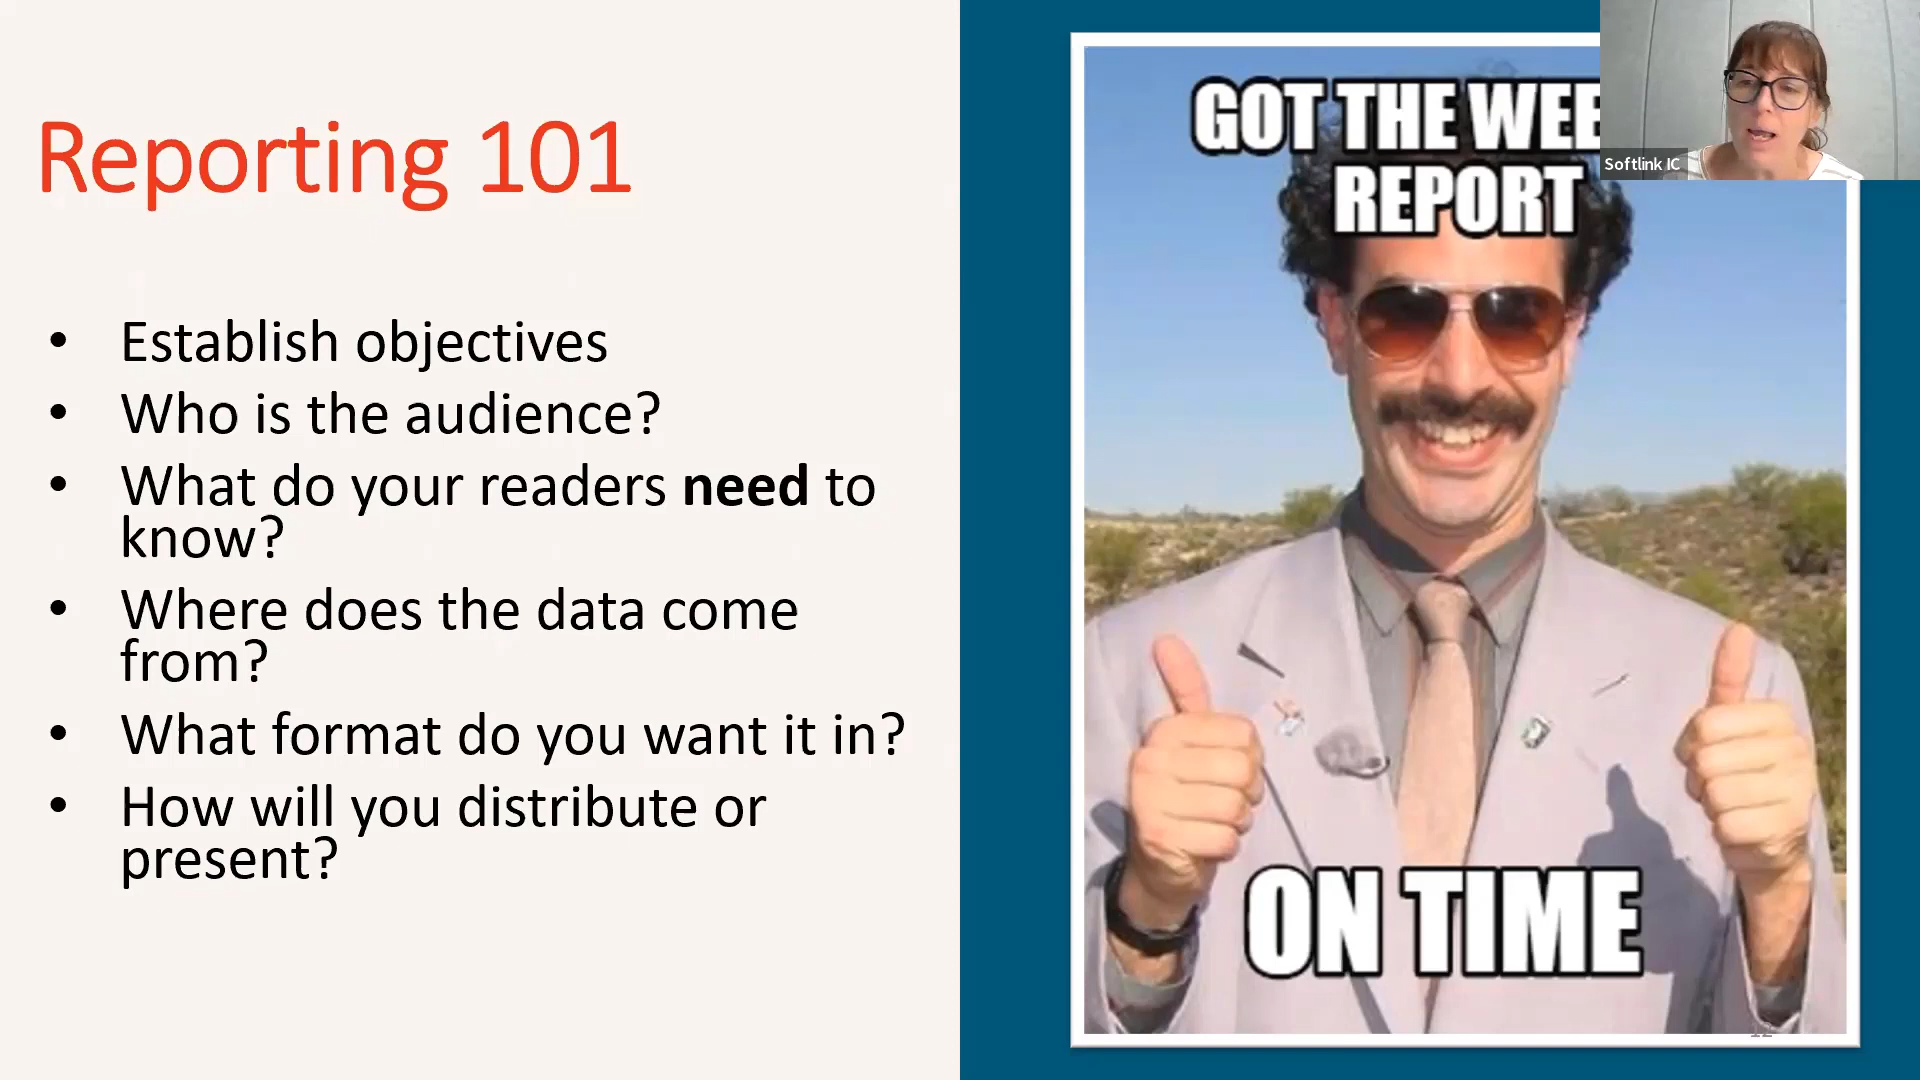 Reporting 101
• Establish objectives
• Who is the audience?
• What do your readers need to
know?
• Where does the data come
from?
• What format do you want it in?
• How will you distribute or
present?
GOT THE WEE
REPORT
ON TIME
Softlink IC
12